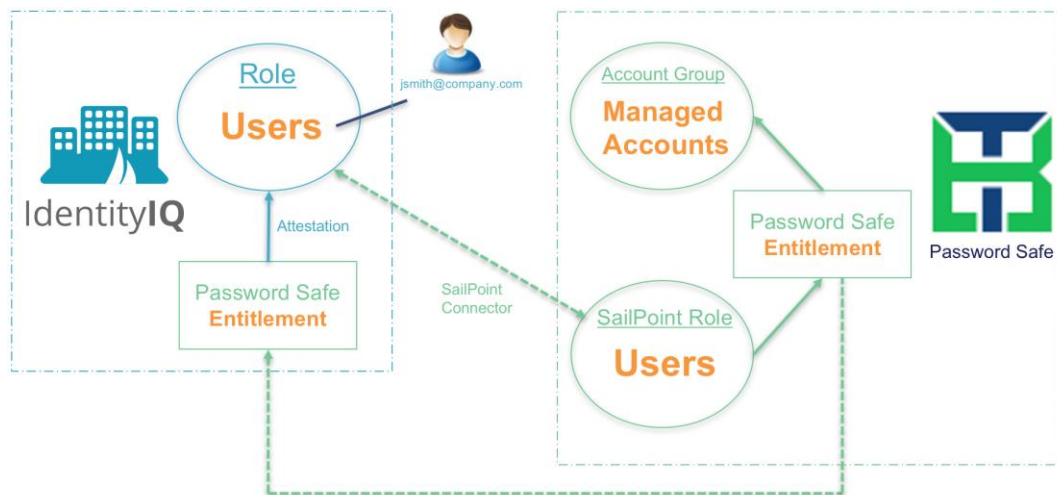 Role
Users
jsmith@company.com
IdentityIQ
Attestation
Password Safe
Entitlement
SailPoint
Connector
Account Group
Managed
Accounts
Password Safe
Entitlement
Password Safe
SailPoint Role
Users